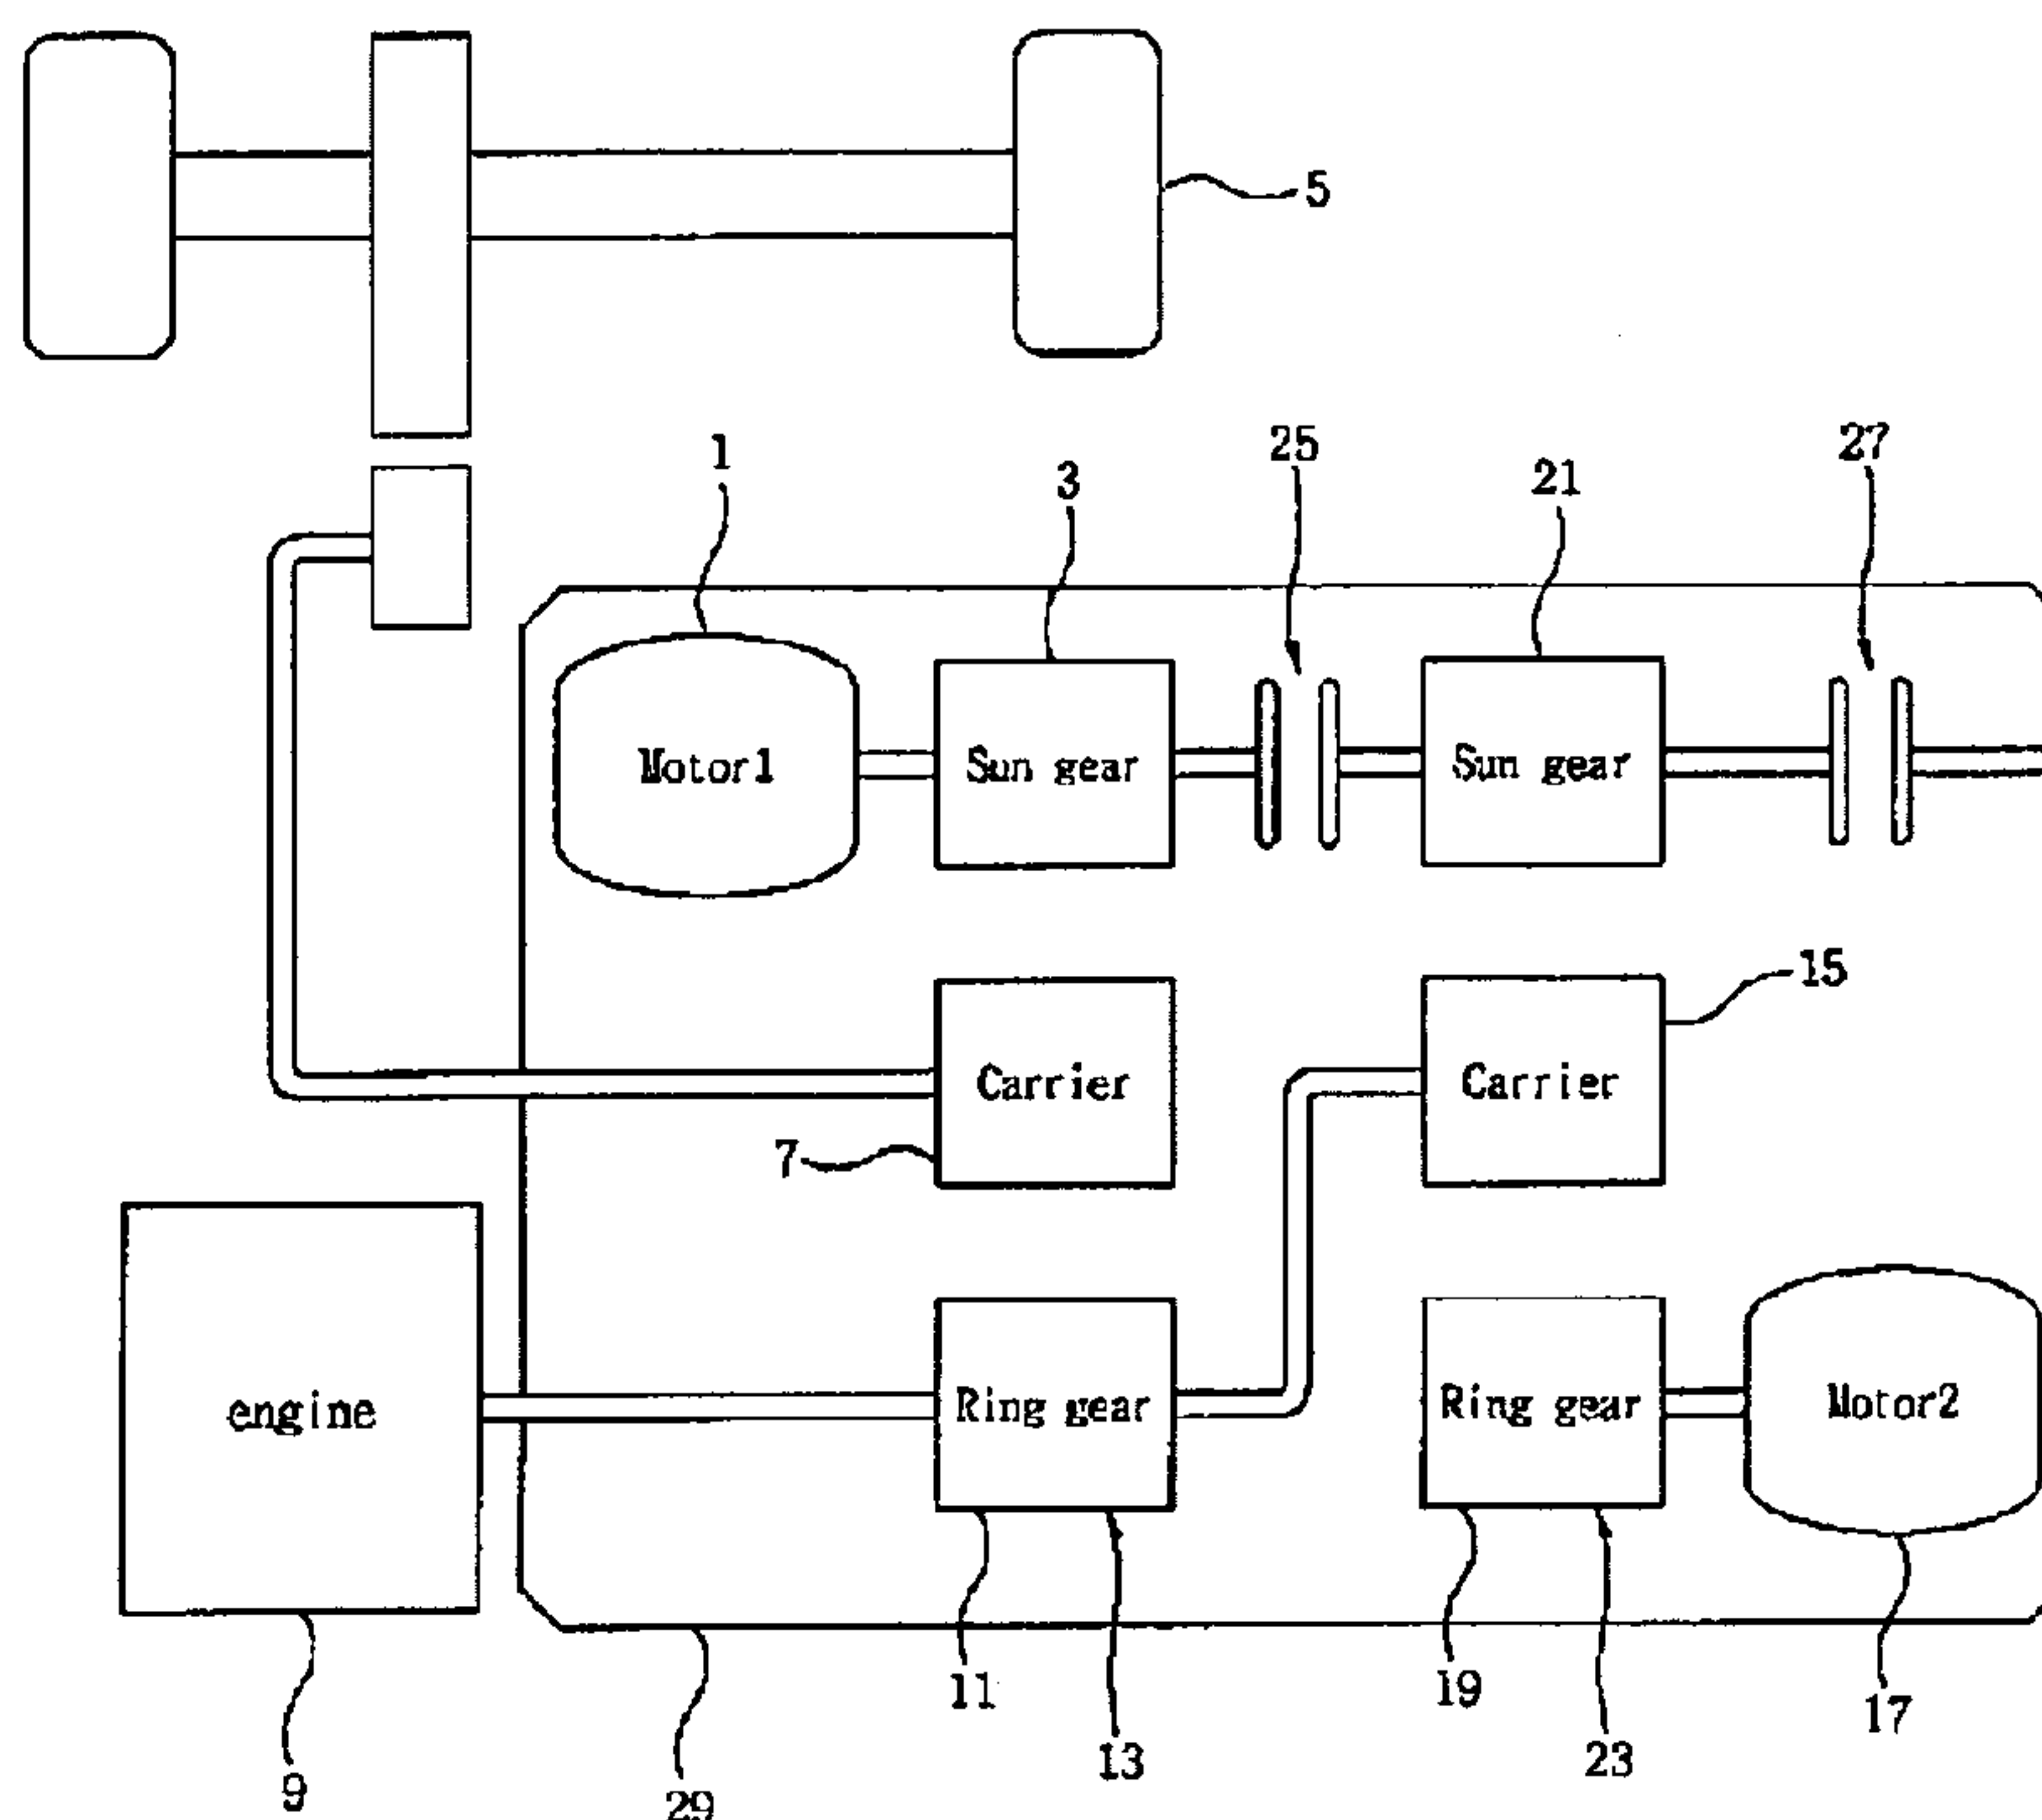 5
1
3
25
21
27
Motor1
Sun gear
Sun gear
15
Carrier
Carrier
7
engine
Ring gear
Ring gear
Motor2
11
19
17
13
23
9
29